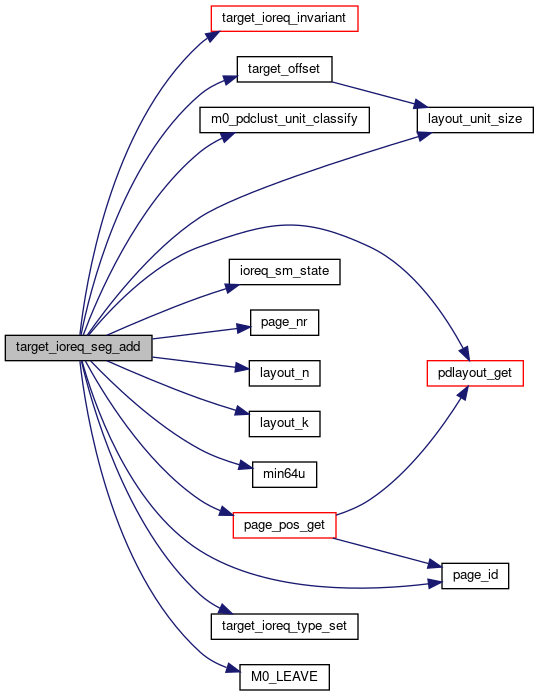 target_ioreq_invariant
target_offset
m0_pdclust_unit_classify
layout_unit_size
ioreq_sm_state
page_nr
target_ioreq_seg_add
layout_n
pdlayout_get
layout_k
min64u
page_pos_get
page_id
target_ioreq_type_set
M0_LEAVE